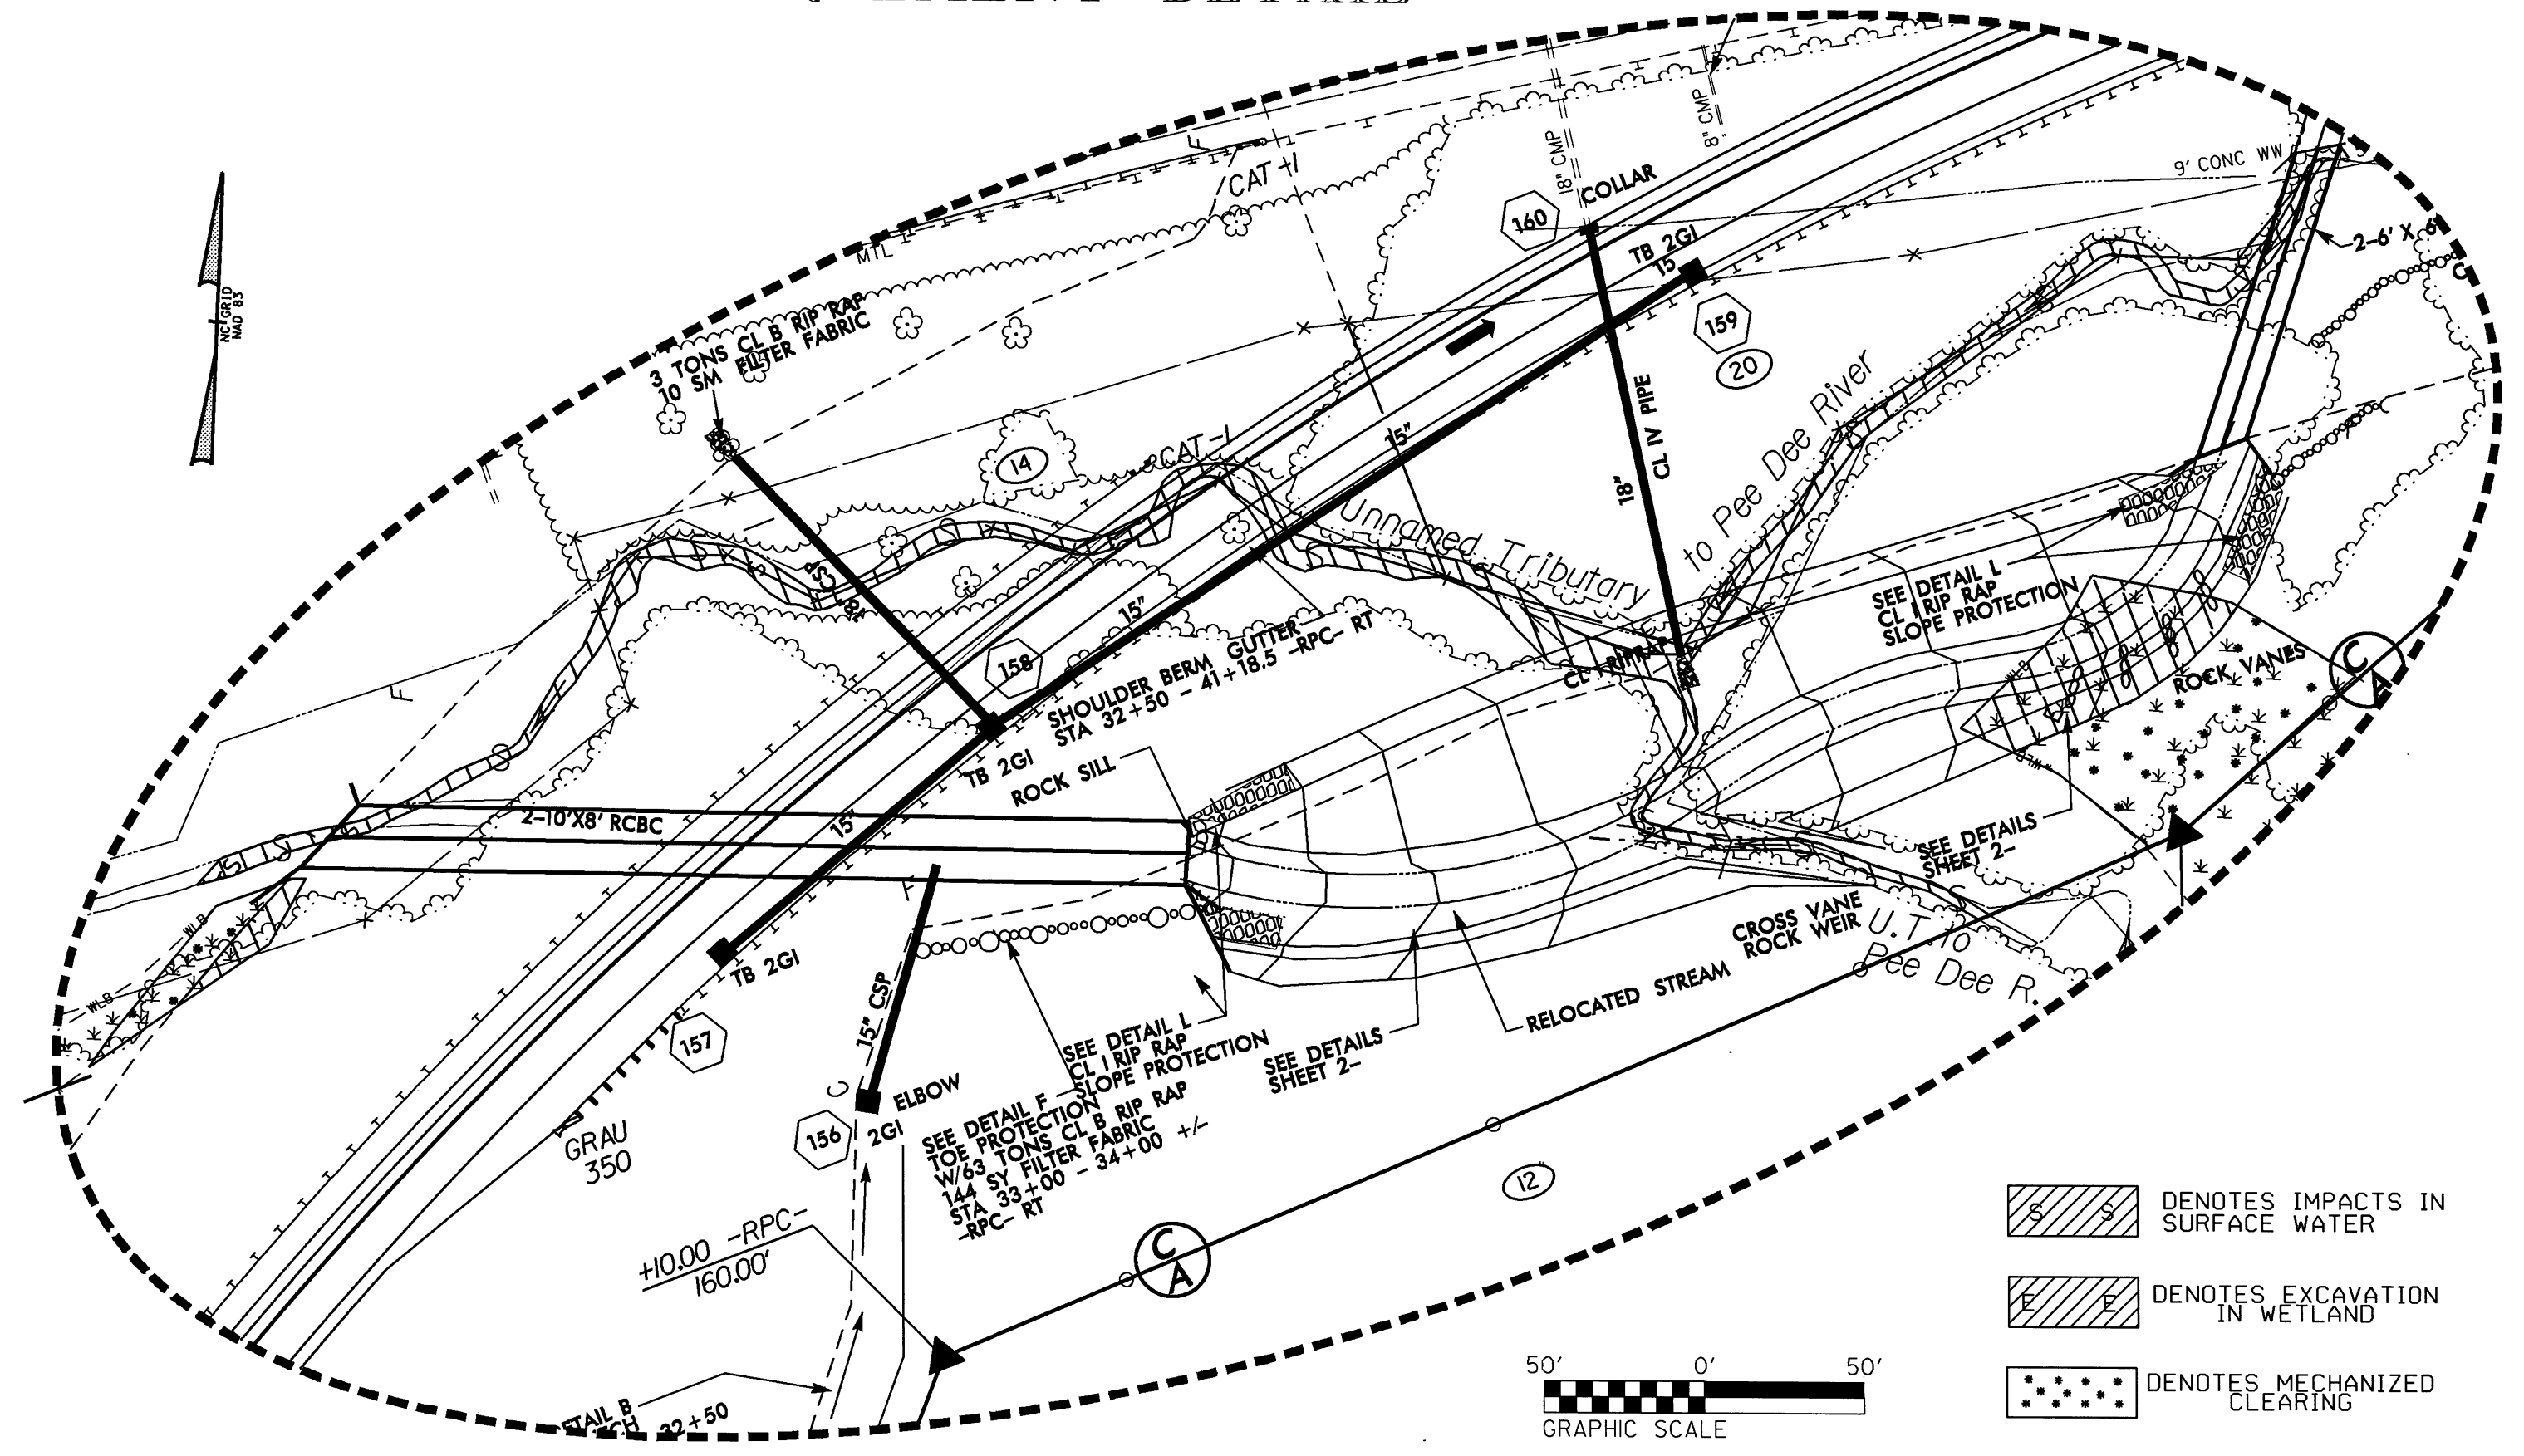 18" CMP
8" CMP
9' CONC WW
CAT-1
160
COLLAR
TB 2GI
15"
2-6' X 6'
MTL
NC GRID
NAD 83
3 TONS CL B RIP RAP
10 SM FILTER FABRIC
159
20
18"
CL IV PIPE
15"
14
CAT-1
Unnamed Tributary
to Pee Dee River
18" CSP
15"
158
SHOULDER BERM GUTTER
STA 32+50 - 41+18.5 -RPC- RT
TB 2GI
ROCK SILL
CL I RIPRAP
SEE DETAIL L
CL I RIP RAP
SLOPE PROTECTION
WLB
ROCK VANES
C
A
WLB
F
2-10'X8' RCBC
15"
S S
WLB
WLB
F
TB 2GI
157
15" CSP
C
ELBOW
2GI
156
GRAU
350
SEE DETAIL L
CL I RIP RAP
SLOPE PROTECTION
SEE DETAIL F
TOE PROTECTION
W/63 TONS CL B RIP RAP
144 SY FILTER FABRIC
STA 33+00 - 34+00 +/-
-RPC- RT
SEE DETAILS
SHEET 2-
RELOCATED STREAM
CROSS VANE
ROCK WEIR
SEE DETAILS
SHEET 2-
U.T. to
Pee Dee R.
12
C
A
+10.00 -RPC-
160.00'
32+50
50' 0' 50'
GRAPHIC SCALE
S S
DENOTES IMPACTS IN
SURFACE WATER
E E
DENOTES EXCAVATION
IN WETLAND
DENOTES MECHANIZED
CLEARING